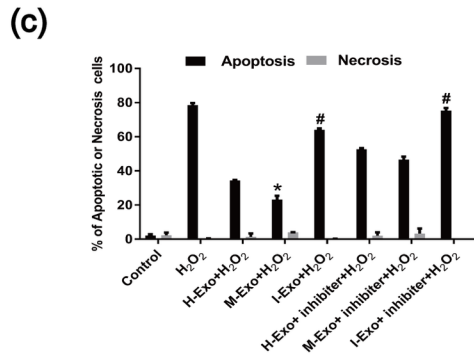 (c)
Apoptosis Necrosis
% of Apoptotic or Necrosis cells
100
80
60
40
20
0
*
#
#
Control
H₂O₂
H-Exo+H₂O₂
M-Exo+H₂O₂
I-Exo+H₂O₂
H-Exo+ inhibiter+H₂O₂
M-Exo+ inhibiter+H₂O₂
I-Exo+ inhibiter+H₂O₂